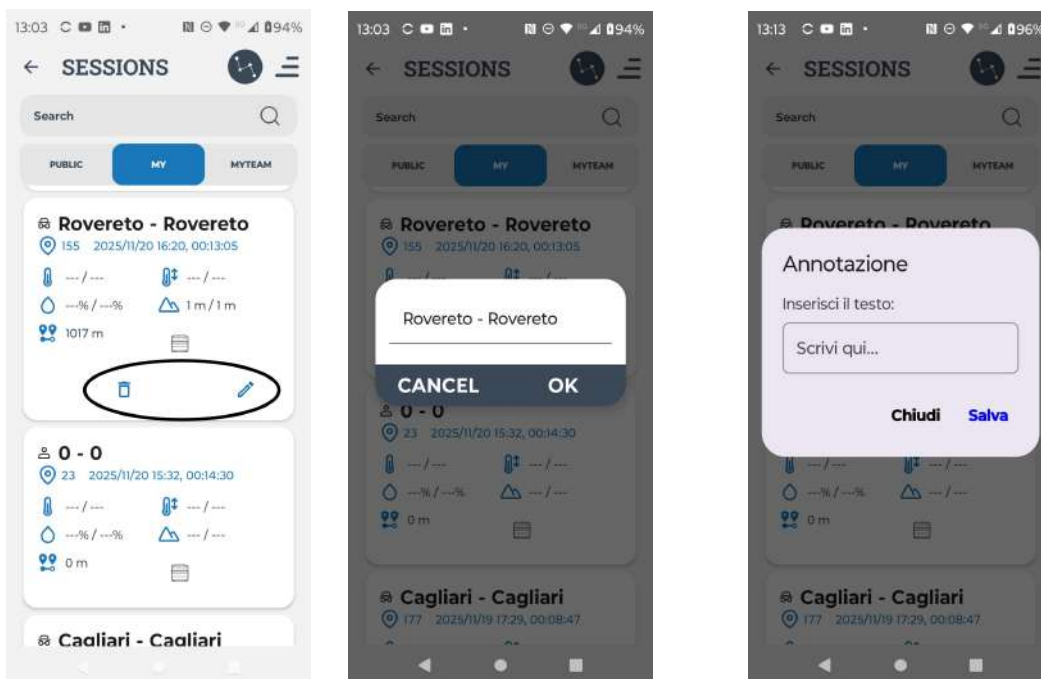 13:03
94%
SESSIONS
Search
PUBLIC MY MYTEAM
Rovereto - Rovereto
155 2025/11/20 16:20, 00:13:05
--- / --- --- / ---
---% / ---% 1 m / 1 m
1017 m
0 - 0
23 2025/11/20 15:32, 00:14:30
--- / --- --- / ---
---% / ---% --- / ---
0 m
Cagliari - Cagliari
13:03
94%
SESSIONS
Search
PUBLIC MY MYTEAM
Rovereto - Rovereto
155 2025/11/20 16:20, 00:13:05
Rovereto - Rovereto
CANCEL OK
0 - 0
23 2025/11/20 15:32, 00:14:30
--- / --- --- / ---
---% / ---% --- / ---
0 m
Cagliari - Cagliari
177 2025/11/19 17:29, 00:08:47
13:13
96%
SESSIONS
Search
PUBLIC MY MYTEAM
Rovereto - Rovereto
Annotazione
Inserisci il testo:
Scrivi qui...
Chiudi Salva
--- / --- --- / ---
---% / ---% --- / ---
0 m
Cagliari - Cagliari
177 2025/11/19 17:29, 00:08:47